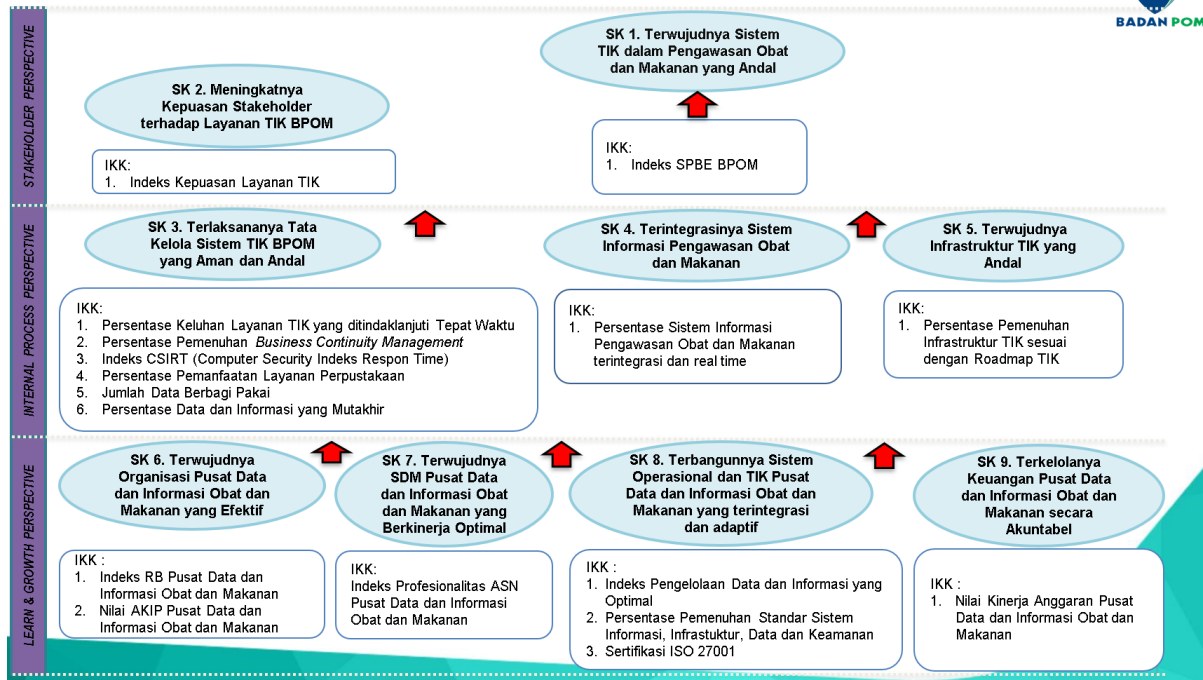 BADAN POM
STAKEHOLDER PERSPECTIVE
SK 1. Terwujudnya Sistem
TIK dalam Pengawasan Obat
dan Makanan yang Andal
SK 2. Meningkatnya
Kepuasan Stakeholder
terhadap Layanan TIK BPOM
IKK:
1. Indeks Kepuasan Layanan TIK
IKK:
1. Indeks SPBE BPOM
INTERNAL PROCESS PERSPECTIVE
SK 3. Terlaksananya Tata
Kelola Sistem TIK BPOM
yang Aman dan Andal
IKK:
1. Persentase Keluhan Layanan TIK yang ditindaklanjuti Tepat Waktu
2. Persentase Pemenuhan Business Continuity Management
3. Indeks CSIRT (Computer Security Indeks Respon Time)
4. Persentase Pemanfaatan Layanan Perpustakaan
5. Jumlah Data Berbagi Pakai
6. Persentase Data dan Informasi yang Mutakhir
SK 4. Terintegrasinya Sistem
Informasi Pengawasan Obat
dan Makanan
IKK:
1. Persentase Sistem Informasi
Pengawasan Obat dan Makanan
terintegrasi dan real time
SK 5. Terwujudnya
Infrastruktur TIK yang
Andal
IKK:
1. Persentase Pemenuhan
Infrastruktur TIK sesuai
dengan Roadmap TIK
LEARN & GROWTH PERSPECTIVE
SK 6. Terwujudnya
Organisasi Pusat Data
dan Informasi Obat dan
Makanan yang Efektif
IKK :
1. Indeks RB Pusat Data dan
Informasi Obat dan Makanan
2. Nilai AKIP Pusat Data dan
Informasi Obat dan Makanan
SK 7. Terwujudnya
SDM Pusat Data
dan Informasi Obat
dan Makanan yang
Berkinerja Optimal
IKK:
Indeks Profesionalitas ASN
Pusat Data dan Informasi
Obat dan Makanan
SK 8. Terbangunnya Sistem
Operasional dan TIK Pusat
Data dan Informasi Obat dan
Makanan yang terintegrasi
dan adaptif
IKK :
1. Indeks Pengelolaan Data dan Informasi yang
Optimal
2. Persentase Pemenuhan Standar Sistem
Informasi, Infrastuktur, Data dan Keamanan
3. Sertifikasi ISO 27001
SK 9. Terkelolanya
Keuangan Pusat Data
dan Informasi Obat dan
Makanan secara
Akuntabel
IKK :
1. Nilai Kinerja Anggaran Pusat
Data dan Informasi Obat dan
Makanan